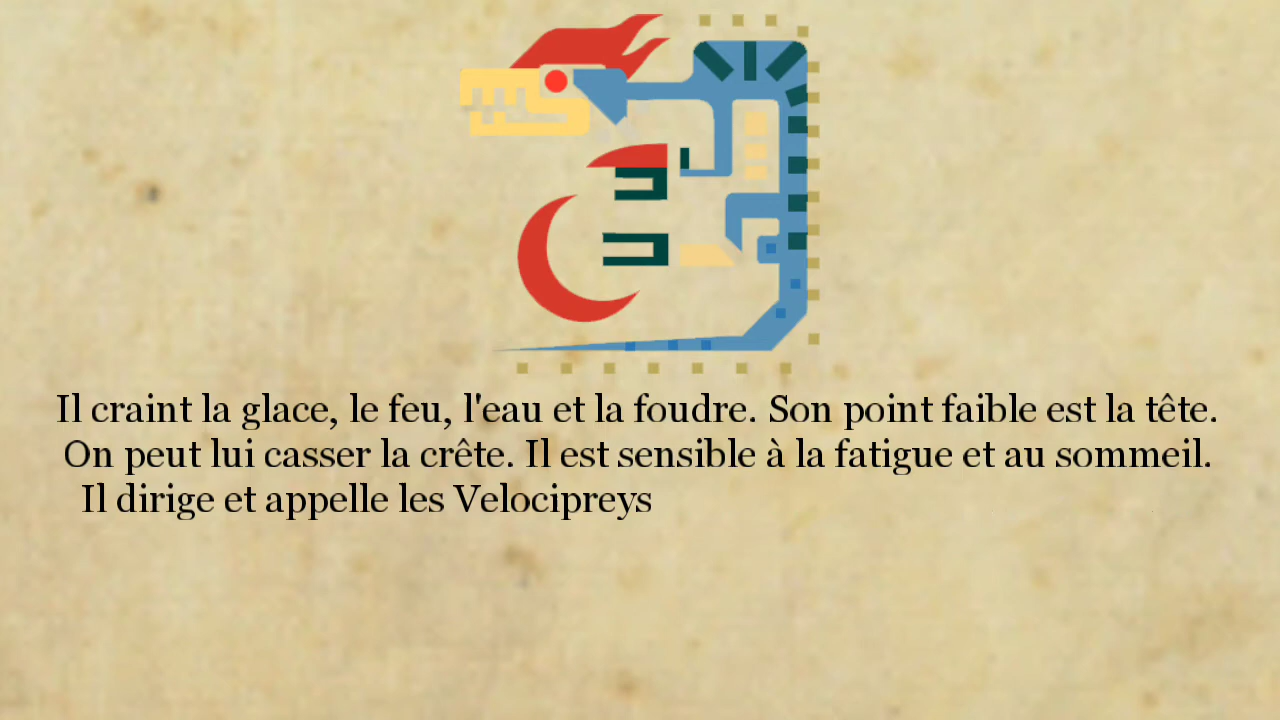 Il craint la glace, le feu, l'eau et la foudre. Son point faible est la tête.
On peut lui casser la crête. Il est sensible à la fatigue et au sommeil.
Il dirige et appelle les Velocipreys